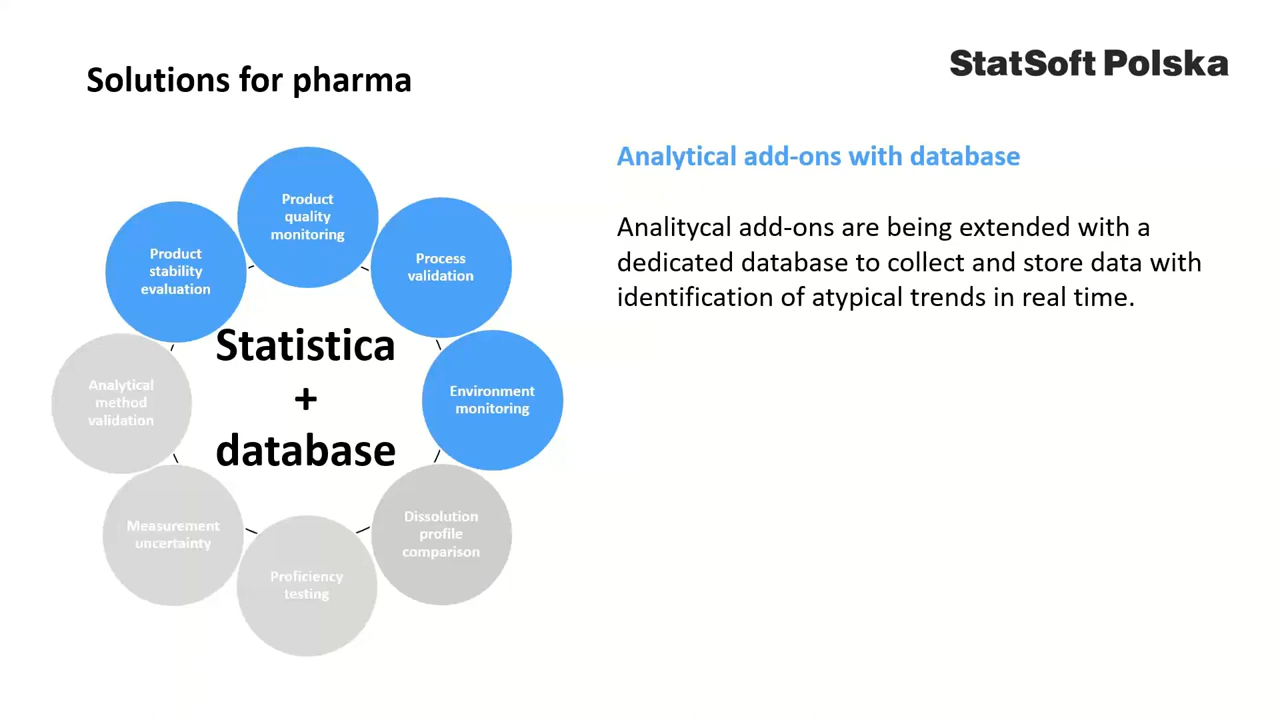 Solutions for pharma
StatSoft Polska
Product
quality
monitoring
Process
validation
Environment
monitoring
Dissolution
profile
comparison
Proficiency
testing
Measurement
uncertainty
Analytical
method
validation
Product
stability
evaluation
Statistica
+
database
Analytical add-ons with database
Analitycal add-ons are being extended with a
dedicated database to collect and store data with
identification of atypical trends in real time.